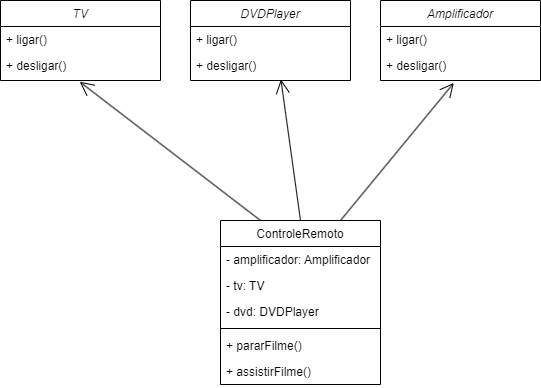 TV
+ ligar()
+ desligar()
DVDPlayer
+ ligar()
+ desligar()
Amplificador
+ ligar()
+ desligar()
ControleRemoto
- amplificador: Amplificador
- tv: TV
- dvd: DVDPlayer
+ pararFilme()
+ assistirFilme()